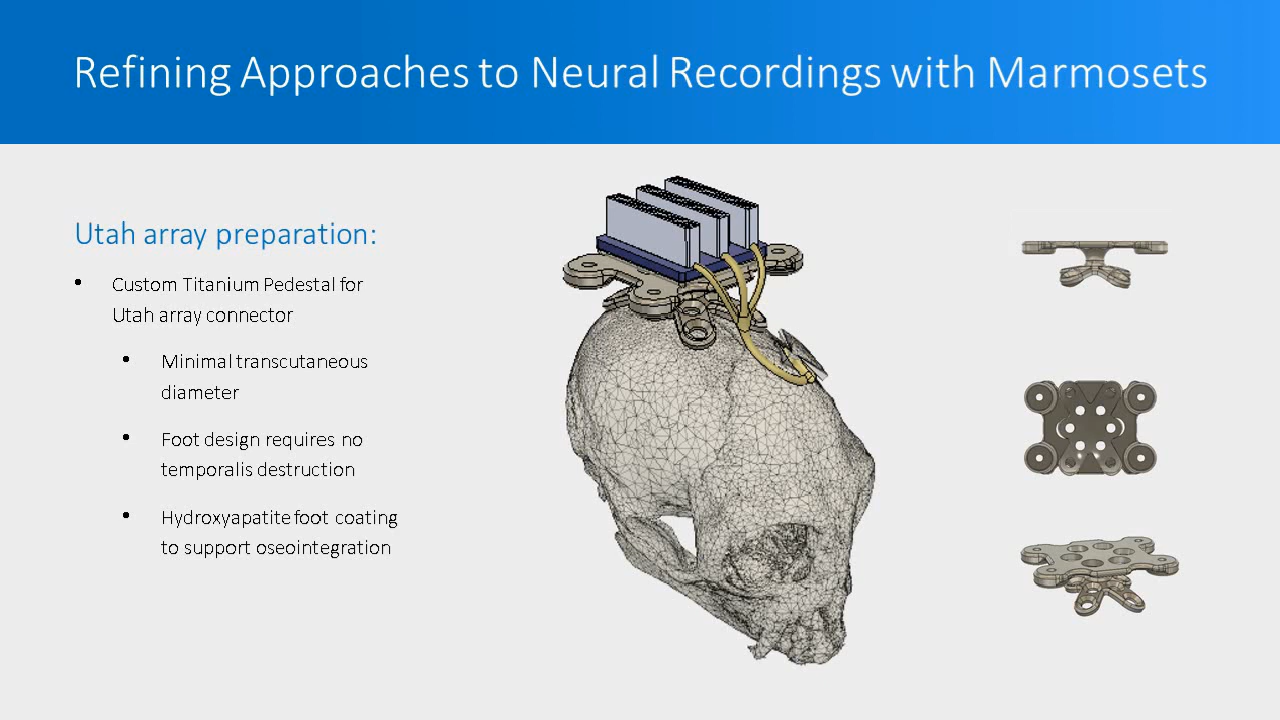 Refining Approaches to Neural Recordings with Marmosets
Utah array preparation:
• Custom Titanium Pedestal for
Utah array connector
• Minimal transcutaneous
diameter
• Foot design requires no
temporalis destruction
• Hydroxyapatite foot coating
to support oseointegration